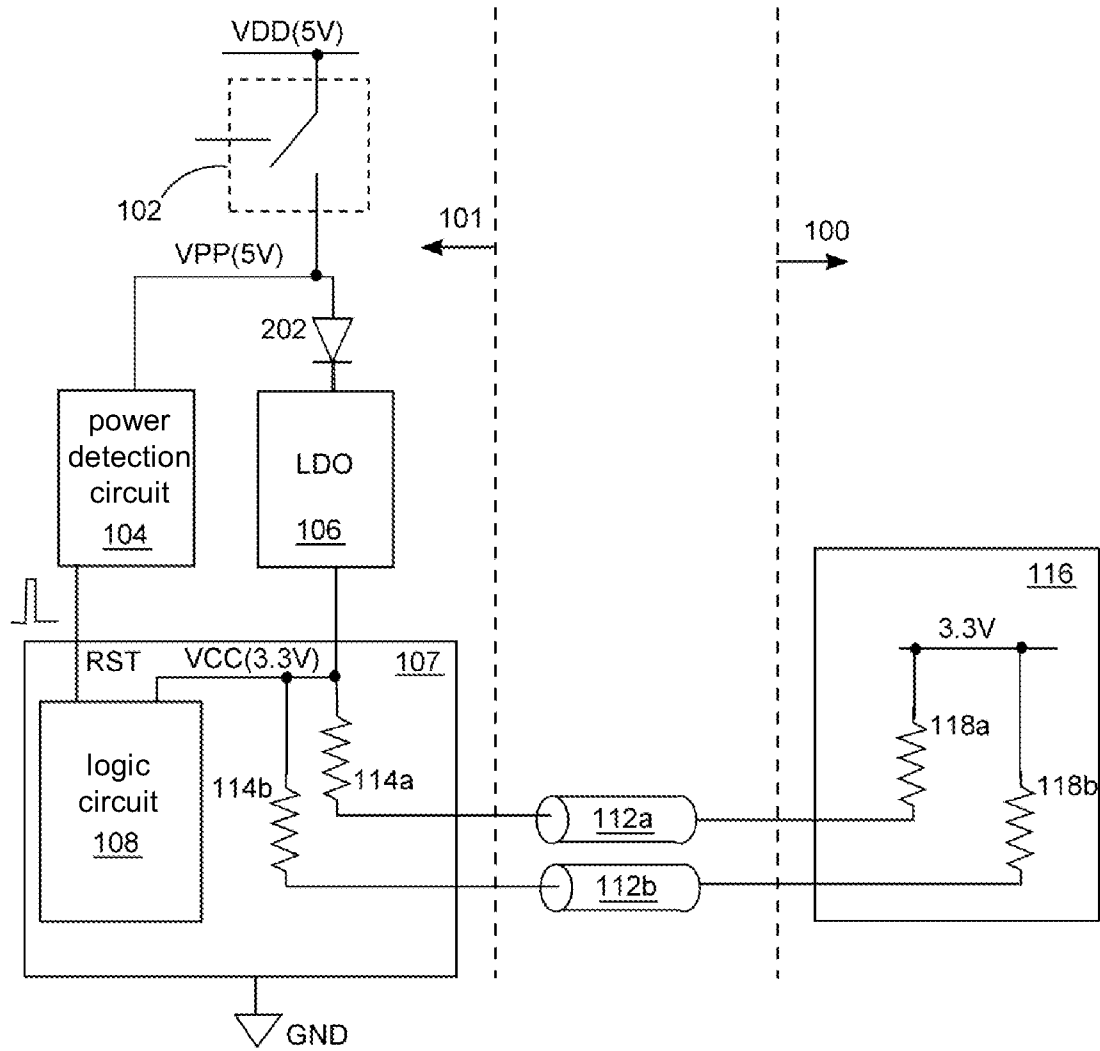 VDD(5V)
102
101
100
VPP(5V)
202
power
detection
circuit
104
LDO
106
116
3.3V
RST
VCC(3.3V)
107
118a
114a
114b
118b
logic
circuit
108
112a
112b
GND